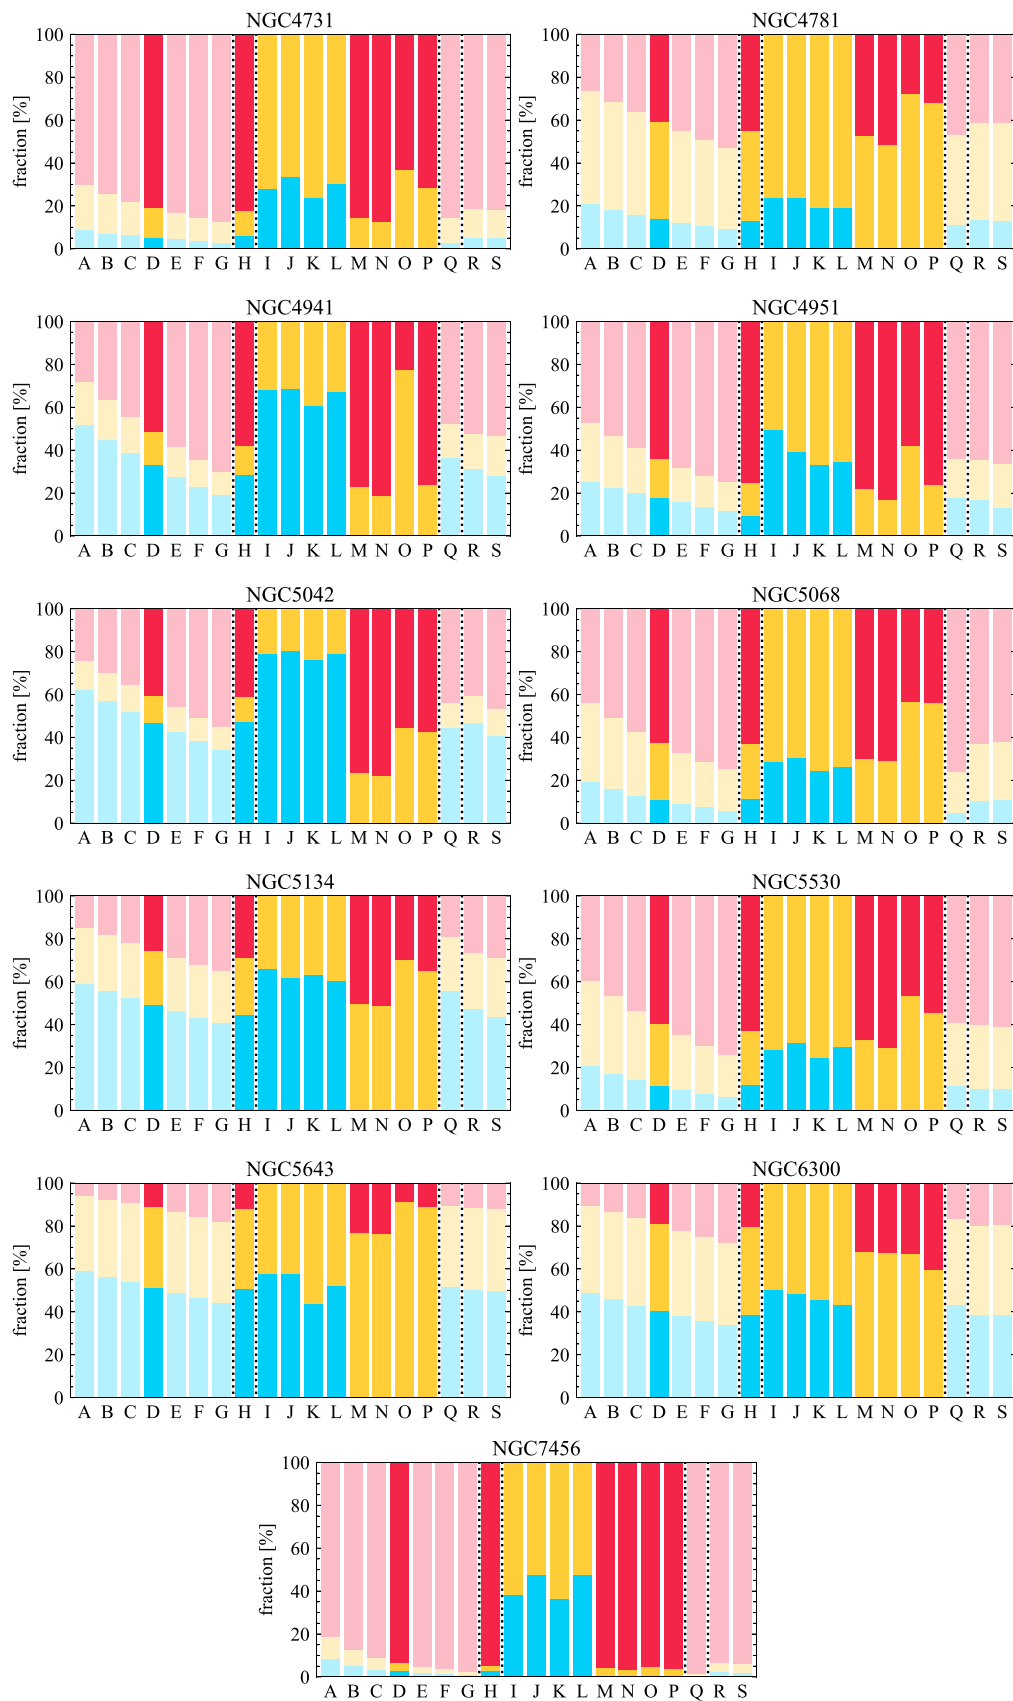 NGC4731
NGC4781
fraction [%]
100
80
60
40
20
0
A B C D E F G H I J K L M N O P Q R S
fraction [%]
100
80
60
40
20
0
A B C D E F G H I J K L M N O P Q R S
NGC4941
NGC4951
fraction [%]
100
80
60
40
20
0
A B C D E F G H I J K L M N O P Q R S
fraction [%]
100
80
60
40
20
0
A B C D E F G H I J K L M N O P Q R S
NGC5042
NGC5068
fraction [%]
100
80
60
40
20
0
A B C D E F G H I J K L M N O P Q R S
fraction [%]
100
80
60
40
20
0
A B C D E F G H I J K L M N O P Q R S
NGC5134
NGC5530
fraction [%]
100
80
60
40
20
0
A B C D E F G H I J K L M N O P Q R S
fraction [%]
100
80
60
40
20
0
A B C D E F G H I J K L M N O P Q R S
NGC5643
NGC6300
fraction [%]
100
80
60
40
20
0
A B C D E F G H I J K L M N O P Q R S
fraction [%]
100
80
60
40
20
0
A B C D E F G H I J K L M N O P Q R S
NGC7456
fraction [%]
100
80
60
40
20
0
A B C D E F G H I J K L M N O P Q R S